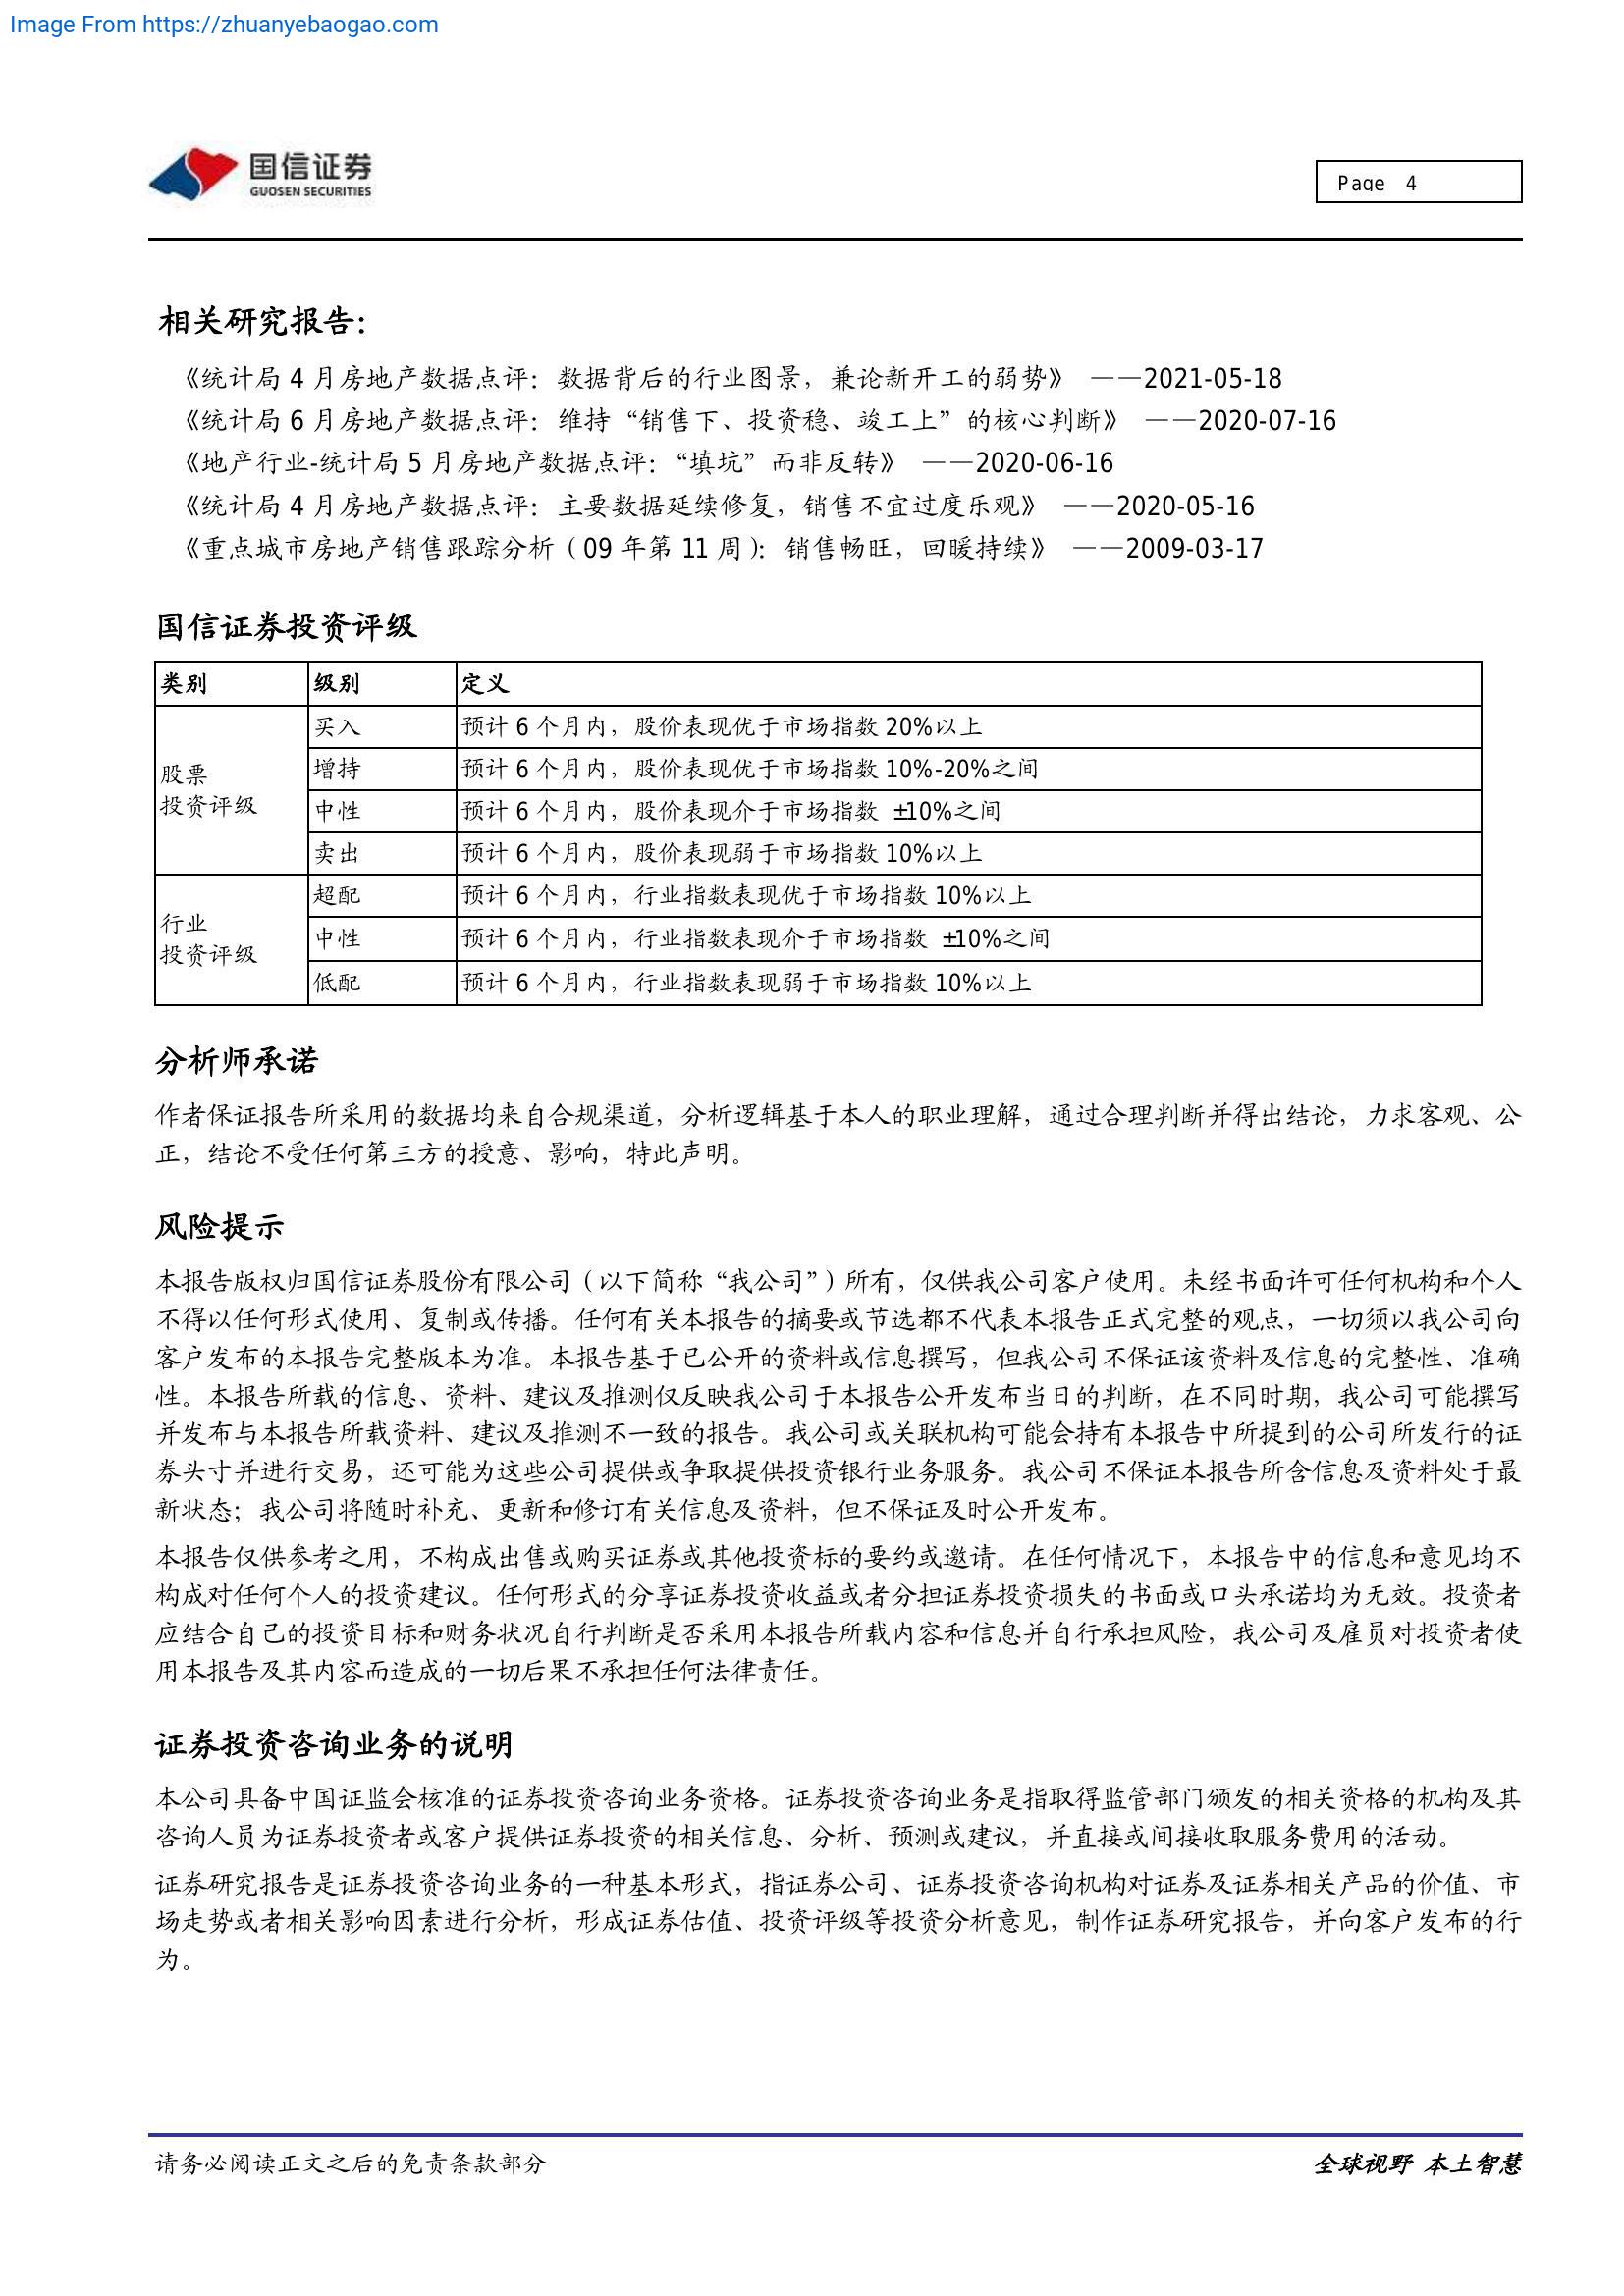 Image From https://zhuanyebaogao.com
国信证券
GUOSEN SECURITIES
Page 4
相关研究报告：
《统计局 4 月房地产数据点评：数据背后的行业图景，兼论新开工的弱势》 ——2021-05-18
《统计局 6 月房地产数据点评：维持“销售下、投资稳、竣工上”的核心判断》 ——2020-07-16
《地产行业-统计局 5 月房地产数据点评：“填坑”而非反转》 ——2020-06-16
《统计局 4 月房地产数据点评：主要数据延续修复，销售不宜过度乐观》 ——2020-05-16
《重点城市房地产销售跟踪分析（09 年第 11 周）：销售畅旺，回暖持续》 ——2009-03-17
国信证券投资评级
类别 级别 定义
股票
投资评级
买入 预计 6 个月内，股价表现优于市场指数 20%以上
增持 预计 6 个月内，股价表现优于市场指数 10%-20%之间
中性 预计 6 个月内，股价表现介于市场指数 ±10%之间
卖出 预计 6 个月内，股价表现弱于市场指数 10%以上
行业
投资评级
超配 预计 6 个月内，行业指数表现优于市场指数 10%以上
中性 预计 6 个月内，行业指数表现介于市场指数 ±10%之间
低配 预计 6 个月内，行业指数表现弱于市场指数 10%以上
分析师承诺
作者保证报告所采用的数据均来自合规渠道，分析逻辑基于本人的职业理解，通过合理判断并得出结论，力求客观、公
正，结论不受任何第三方的授意、影响，特此声明。
风险提示
本报告版权归国信证券股份有限公司（以下简称“我公司”）所有，仅供我公司客户使用。未经书面许可任何机构和个人
不得以任何形式使用、复制或传播。任何有关本报告的摘要或节选都不代表本报告正式完整的观点，一切须以我公司向
客户发布的本报告完整版本为准。本报告基于已公开的资料或信息撰写，但我公司不保证该资料及信息的完整性、准确
性。本报告所载的信息、资料、建议及推测仅反映我公司于本报告公开发布当日的判断，在不同时期，我公司可能撰写
并发布与本报告所载资料、建议及推测不一致的报告。我公司或关联机构可能会持有本报告中所提到的公司所发行的证
券头寸并进行交易，还可能为这些公司提供或争取提供投资银行业务服务。我公司不保证本报告所含信息及资料处于最
新状态；我公司将随时补充、更新和修订有关信息及资料，但不保证及时公开发布。
本报告仅供参考之用，不构成出售或购买证券或其他投资标的要约或邀请。在任何情况下，本报告中的信息和意见均不
构成对任何个人的投资建议。任何形式的分享证券投资收益或者分担证券投资损失的书面或口头承诺均为无效。投资者
应结合自己的投资目标和财务状况自行判断是否采用本报告所载内容和信息并自行承担风险，我公司及雇员对投资者使
用本报告及其内容而造成的一切后果不承担任何法律责任。
证券投资咨询业务的说明
本公司具备中国证监会核准的证券投资咨询业务资格。证券投资咨询业务是指取得监管部门颁发的相关资格的机构及其
咨询人员为证券投资者或客户提供证券投资的相关信息、分析、预测或建议，并直接或间接收取服务费用的活动。
证券研究报告是证券投资咨询业务的一种基本形式，指证券公司、证券投资咨询机构对证券及证券相关产品的价值、市
场走势或者相关影响因素进行分析，形成证券估值、投资评级等投资分析意见，制作证券研究报告，并向客户发布的行
为。
请务必阅读正文之后的免责条款部分
全球视野 本土智慧